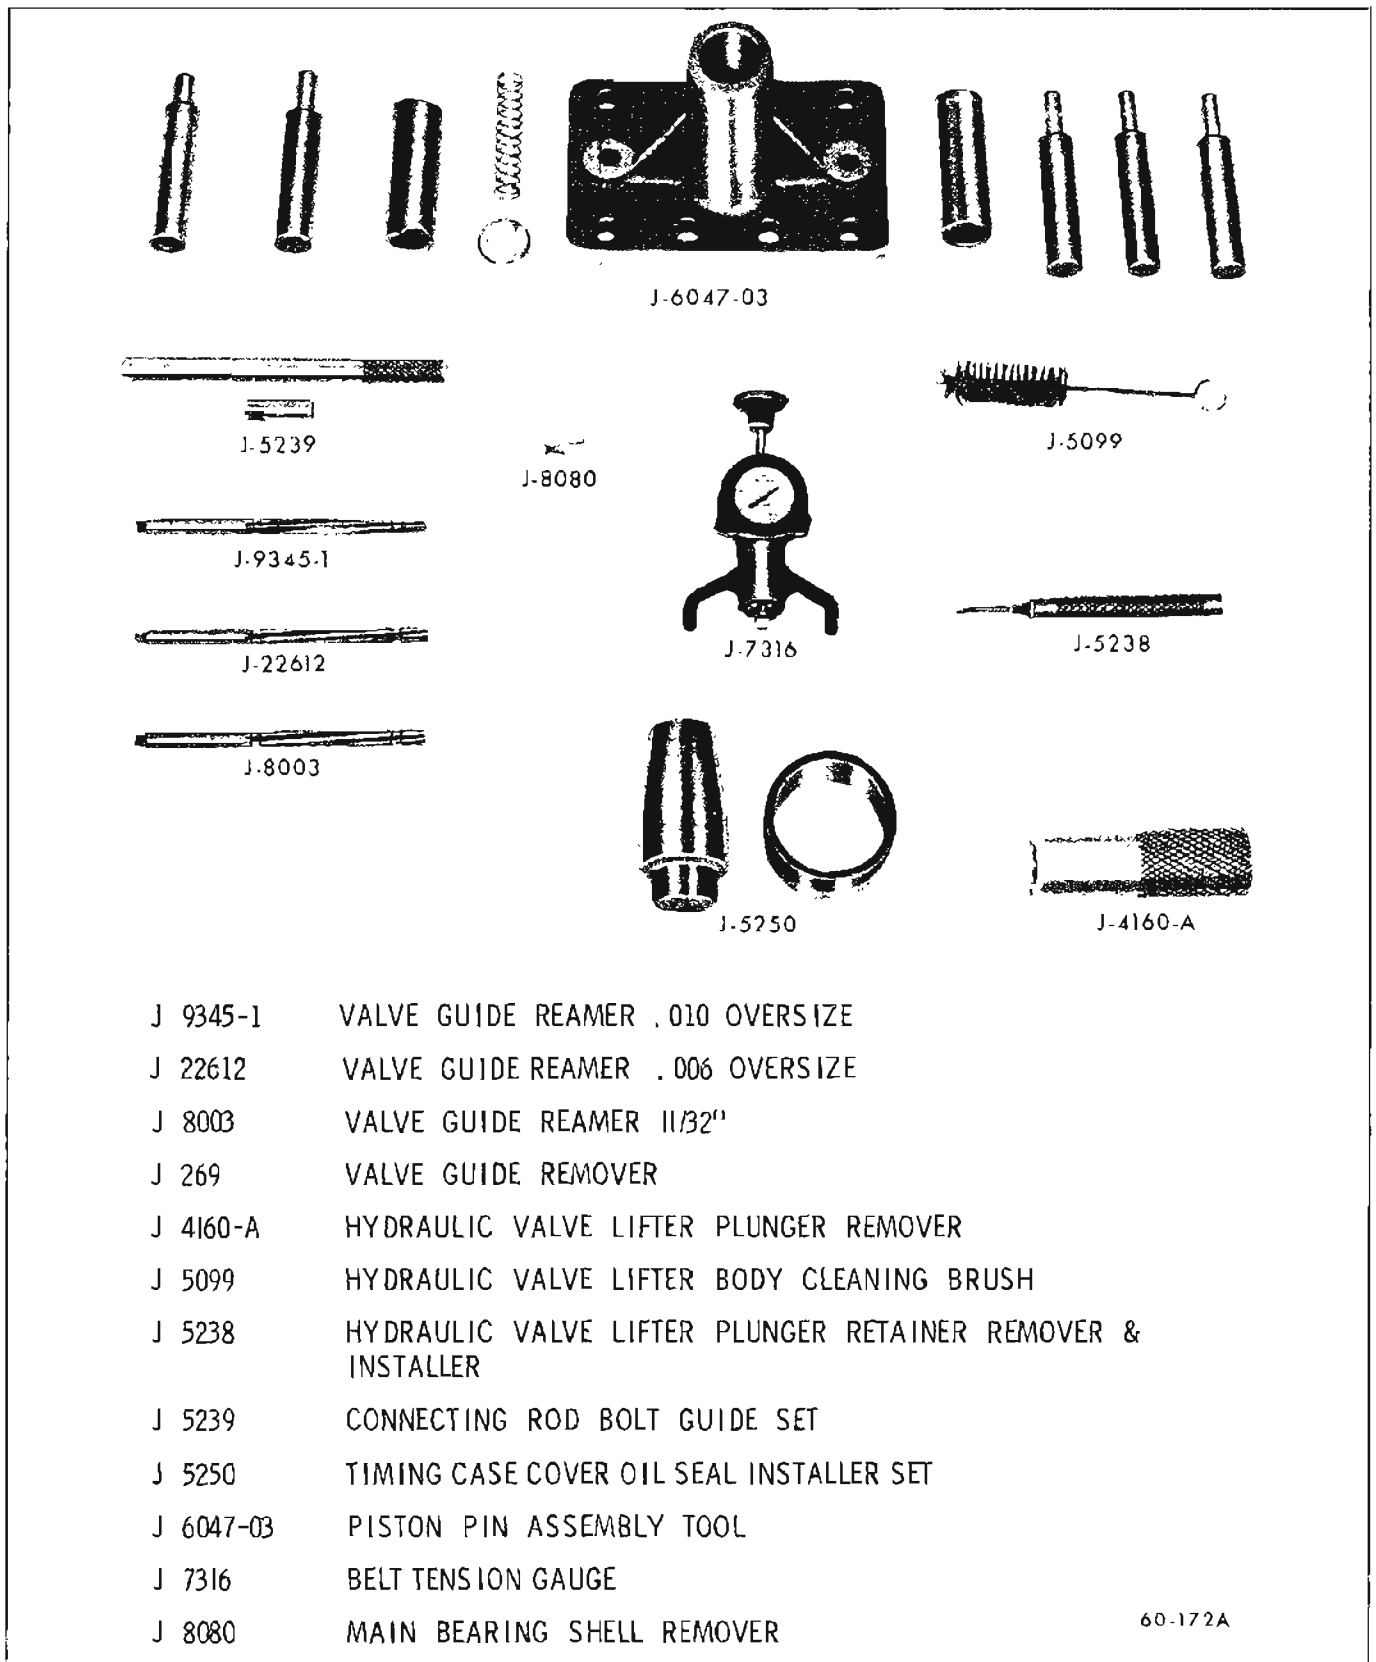 J-6047-03
J-5239
J-8080
J-5099
J-9345-1
J-22612
J-7316
J-5238
J-8003
J-5250
J-4160-A
J 9345-1 VALVE GUIDE REAMER .010 OVERSIZE
J 22612 VALVE GUIDE REAMER .006 OVERSIZE
J 8003 VALVE GUIDE REAMER 11/32"
J 269 VALVE GUIDE REMOVER
J 4160-A HYDRAULIC VALVE LIFTER PLUNGER REMOVER
J 5099 HYDRAULIC VALVE LIFTER BODY CLEANING BRUSH
J 5238 HYDRAULIC VALVE LIFTER PLUNGER RETAINER REMOVER &
INSTALLER
J 5239 CONNECTING ROD BOLT GUIDE SET
J 5250 TIMING CASE COVER OIL SEAL INSTALLER SET
J 6047-03 PISTON PIN ASSEMBLY TOOL
J 7316 BELT TENSION GAUGE
J 8080 MAIN BEARING SHELL REMOVER
60-172A